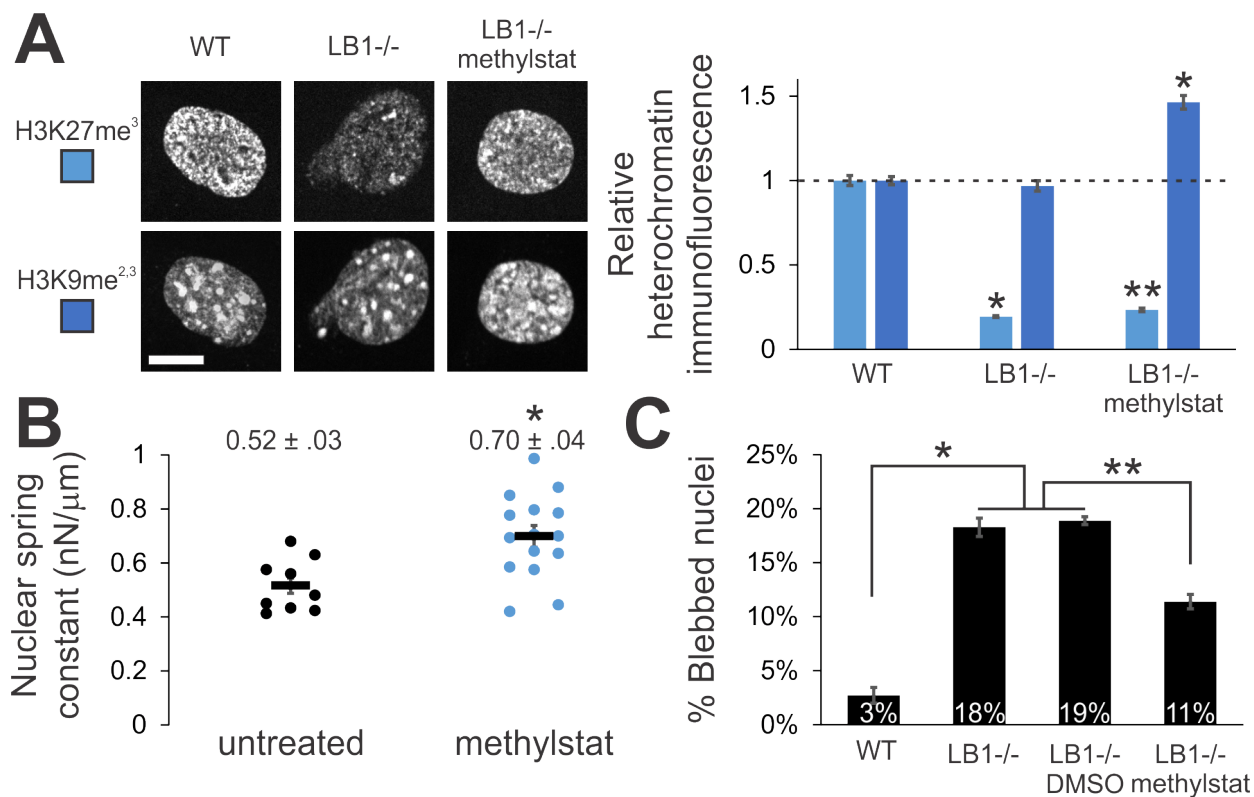 A
WT
LB1-/-
LB1-/-
methylstat
H3K27me3
H3K9me2,3
Relative
heterochromatin
immunofluorescence
1.5
1
0.5
0
*
**
*
WT
LB1-/-
LB1-/-
methylstat
B
Nuclear spring
constant (nN/μm)
1
0.8
0.6
0.4
0.2
0
0.52 ± .03
*
0.70 ± .04
untreated
methylstat
C
% Blebbed nuclei
25%
20%
15%
10%
5%
0%
*
**
3%
18%
19%
11%
WT
LB1-/-
LB1-/-
DMSO
LB1-/-
methylstat